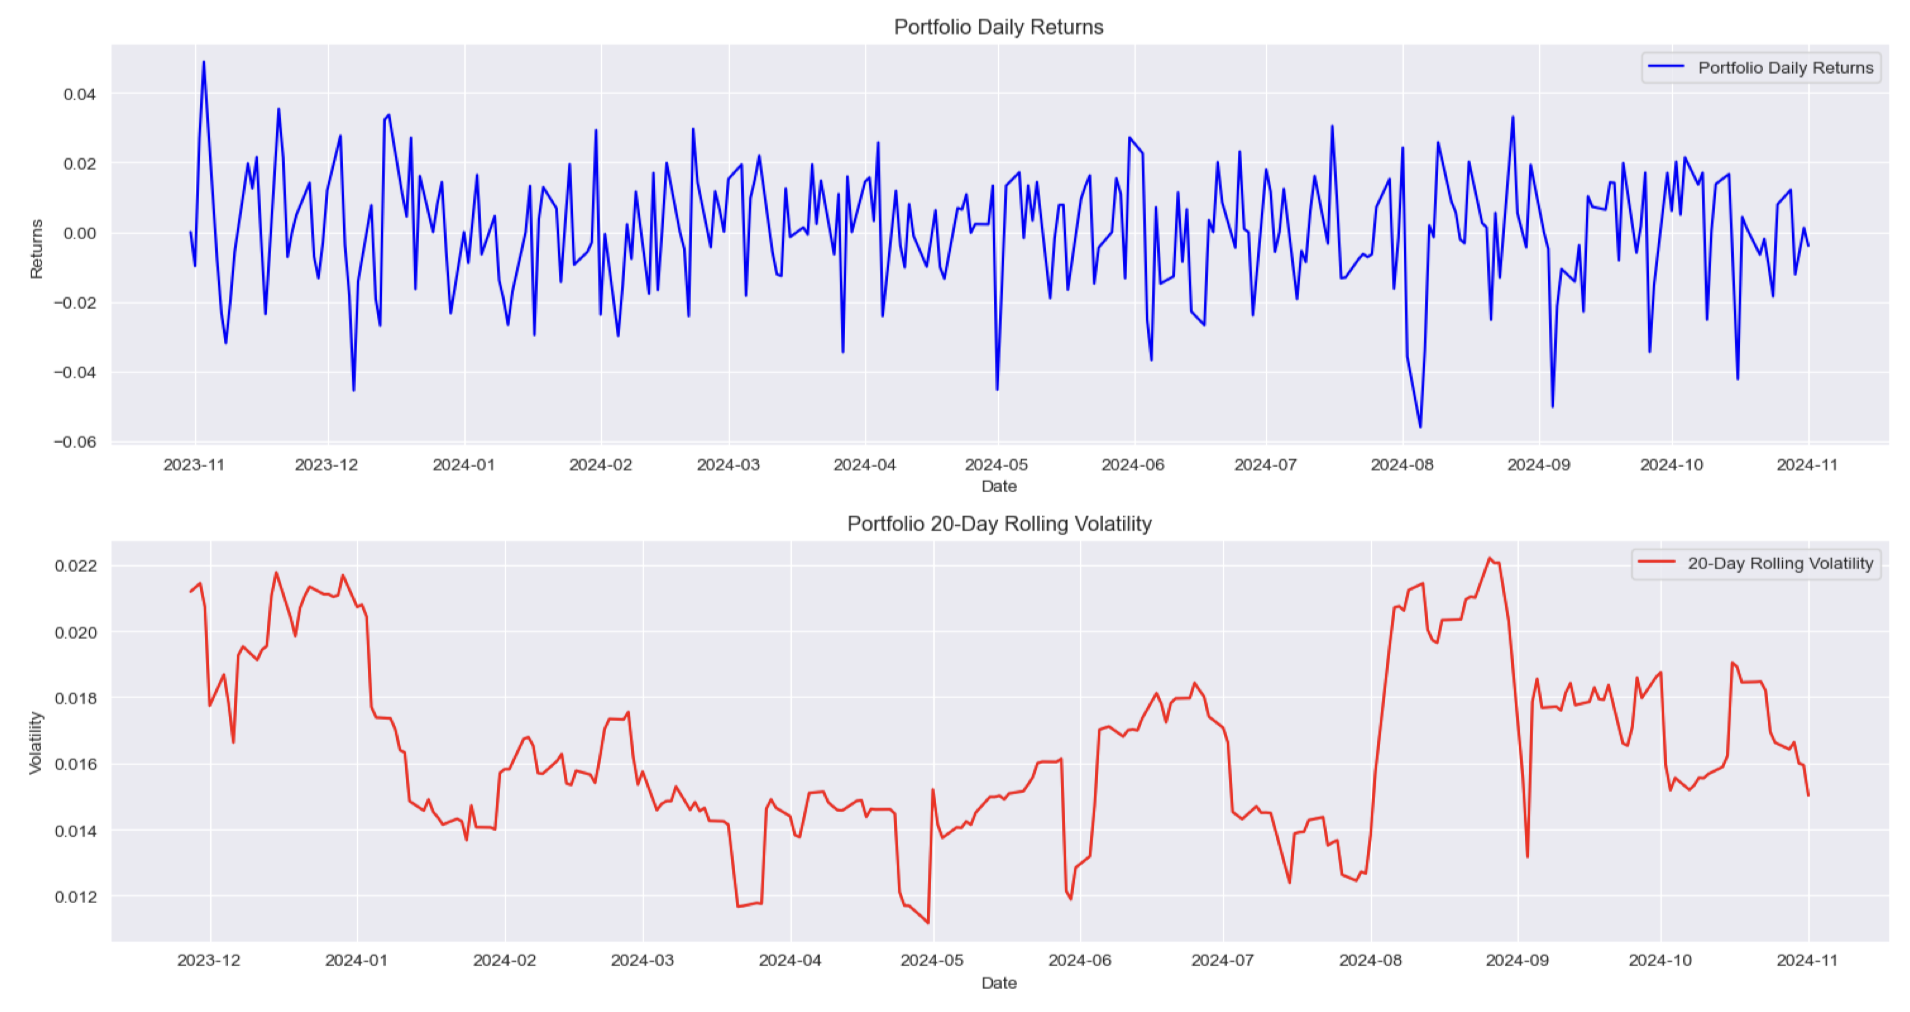 Portfolio Daily Returns
Portfolio Daily Returns
0.04
0.02
0.00
−0.02
−0.04
−0.06
Returns
2023-11 2023-12 2024-01 2024-02 2024-03 2024-04 2024-05 2024-06 2024-07 2024-08 2024-09 2024-10 2024-11
Date
Portfolio 20-Day Rolling Volatility
20-Day Rolling Volatility
0.022
0.020
0.018
0.016
0.014
0.012
Volatility
2023-12 2024-01 2024-02 2024-03 2024-04 2024-05 2024-06 2024-07 2024-08 2024-09 2024-10 2024-11
Date